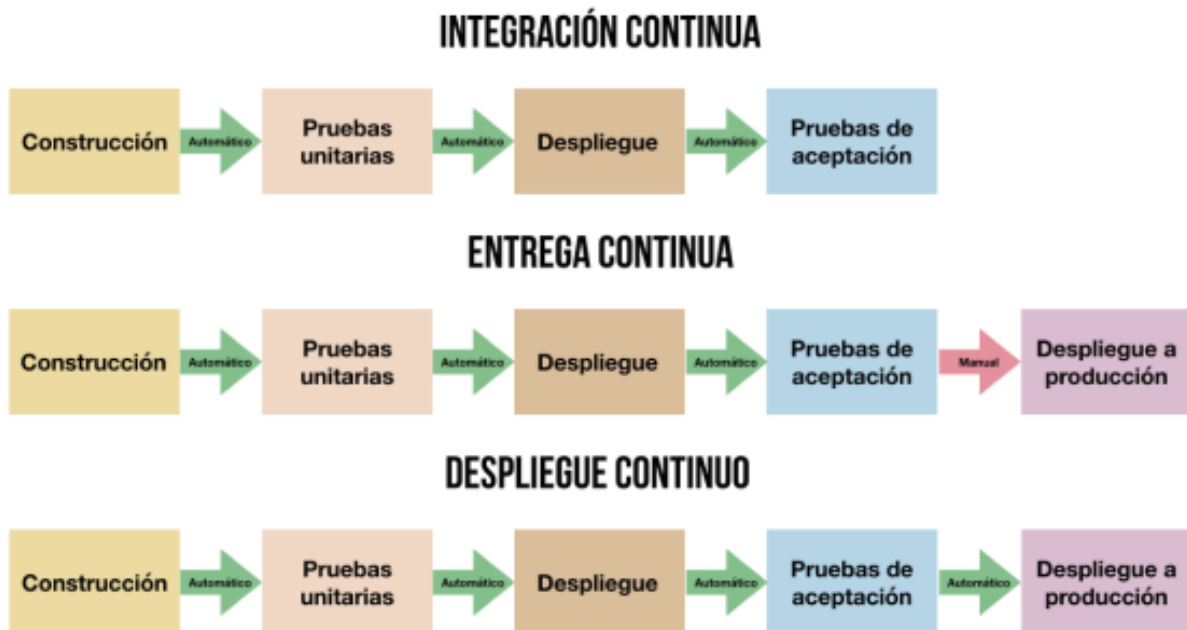 INTEGRACIÓN CONTINUA
Construcción
Automático
Pruebas
unitarias
Automático
Despliegue
Automático
Pruebas de
aceptación
ENTREGA CONTINUA
Construcción
Automático
Pruebas
unitarias
Automático
Despliegue
Automático
Pruebas de
aceptación
Manual
Despliegue a
producción
DESPLIEGUE CONTINUO
Construcción
Automático
Pruebas
unitarias
Automático
Despliegue
Automático
Pruebas de
aceptación
Automático
Despliegue a
producción